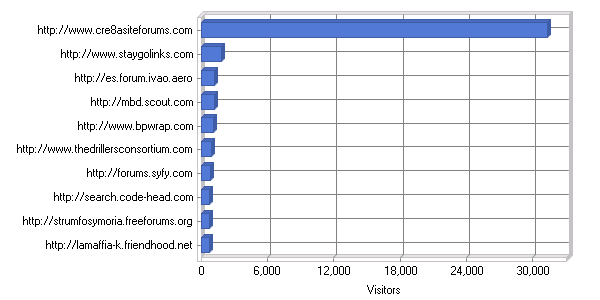 http://www.cre8asiteforums.com
http://www.staygolinks.com
http://es.forum.ivao.aero
http://mbd.scout.com
http://www.bpwrap.com
http://www.thedrillersconsortium.com
http://forums.syfy.com
http://search.code-head.com
http://strumfosymoria.freeforums.org
http://lamaffia-k.friendhood.net
0 6,000 12,000 18,000 24,000 30,000
Visitors